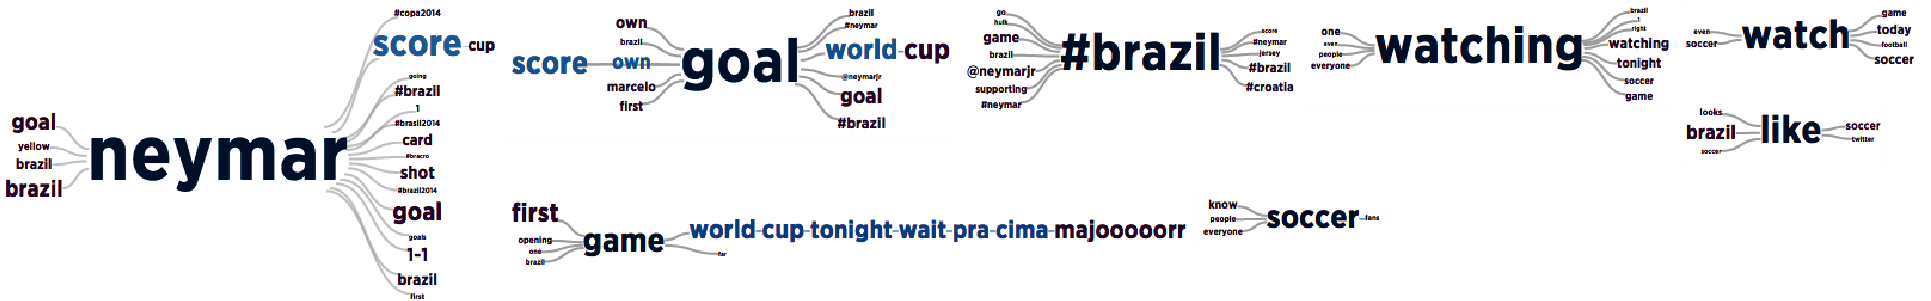 goal
yellow
brazil
brazil
neymar
#copa2014
score cup
going
#brazil
1
#brasil2014
card
#bracro
shot
#brazil2014
goal
goals
1-1
brazil
first
own
brazil
score own
marcelo
first
goal
brazil
#neymar
world cup
@neymarjr
goal
#brazil
go
hulk
game
brazil
@neymarjr
supporting
#neymar
#brazil
score
#neymar
jersey
#brazil
#croatia
one
ever
people
everyone
watching
brazil
1
right
watching
tonight
soccer
game
even
soccer
watch
game
today
football
soccer
looks
brazil
soccer
like
soccer
twitter
first
opening
one
brazil
game
world-cup-tonight-wait-pra-cima-majooooorr
far
know
people
everyone
soccer
fans